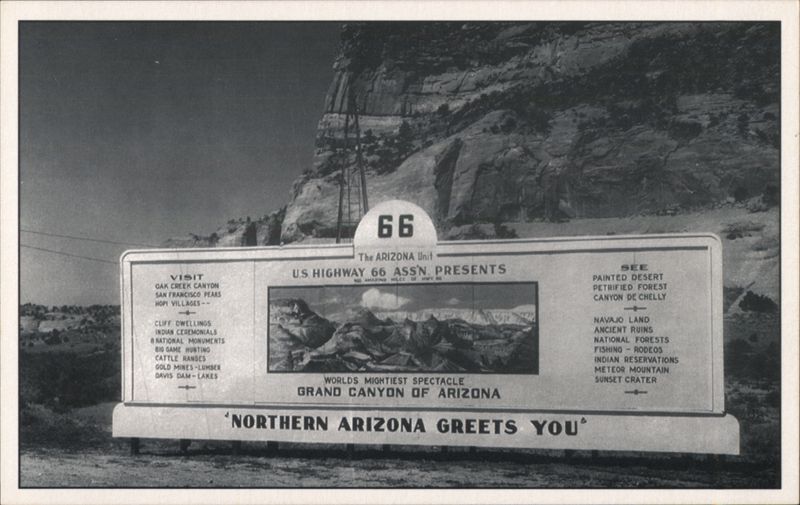 66
The ARIZONA Unit
U.S. HIGHWAY 66 ASS'N. PRESENTS
VISIT
OAK CREEK CANYON
SAN FRANCISCO PEAKS
HOPI VILLAGES--
CLIFF DWELLINGS
INDIAN CEREMONIALS
8 NATIONAL MONUMENTS
BIG GAME HUNTING
CATTLE RANGES
GOLD MINES-LUMBER
DAVIS DAM-LAKES
WORLDS MIGHTIEST SPECTACLE
GRAND CANYON OF ARIZONA
SEE
PAINTED DESERT
PETRIFIED FOREST
CANYON DE CHELLY
NAVAJO LAND
ANCIENT RUINS
NATIONAL FORESTS
FISHING - RODEOS
INDIAN RESERVATIONS
METEOR MOUNTAIN
SUNSET CRATER
"NORTHERN ARIZONA GREETS YOU"